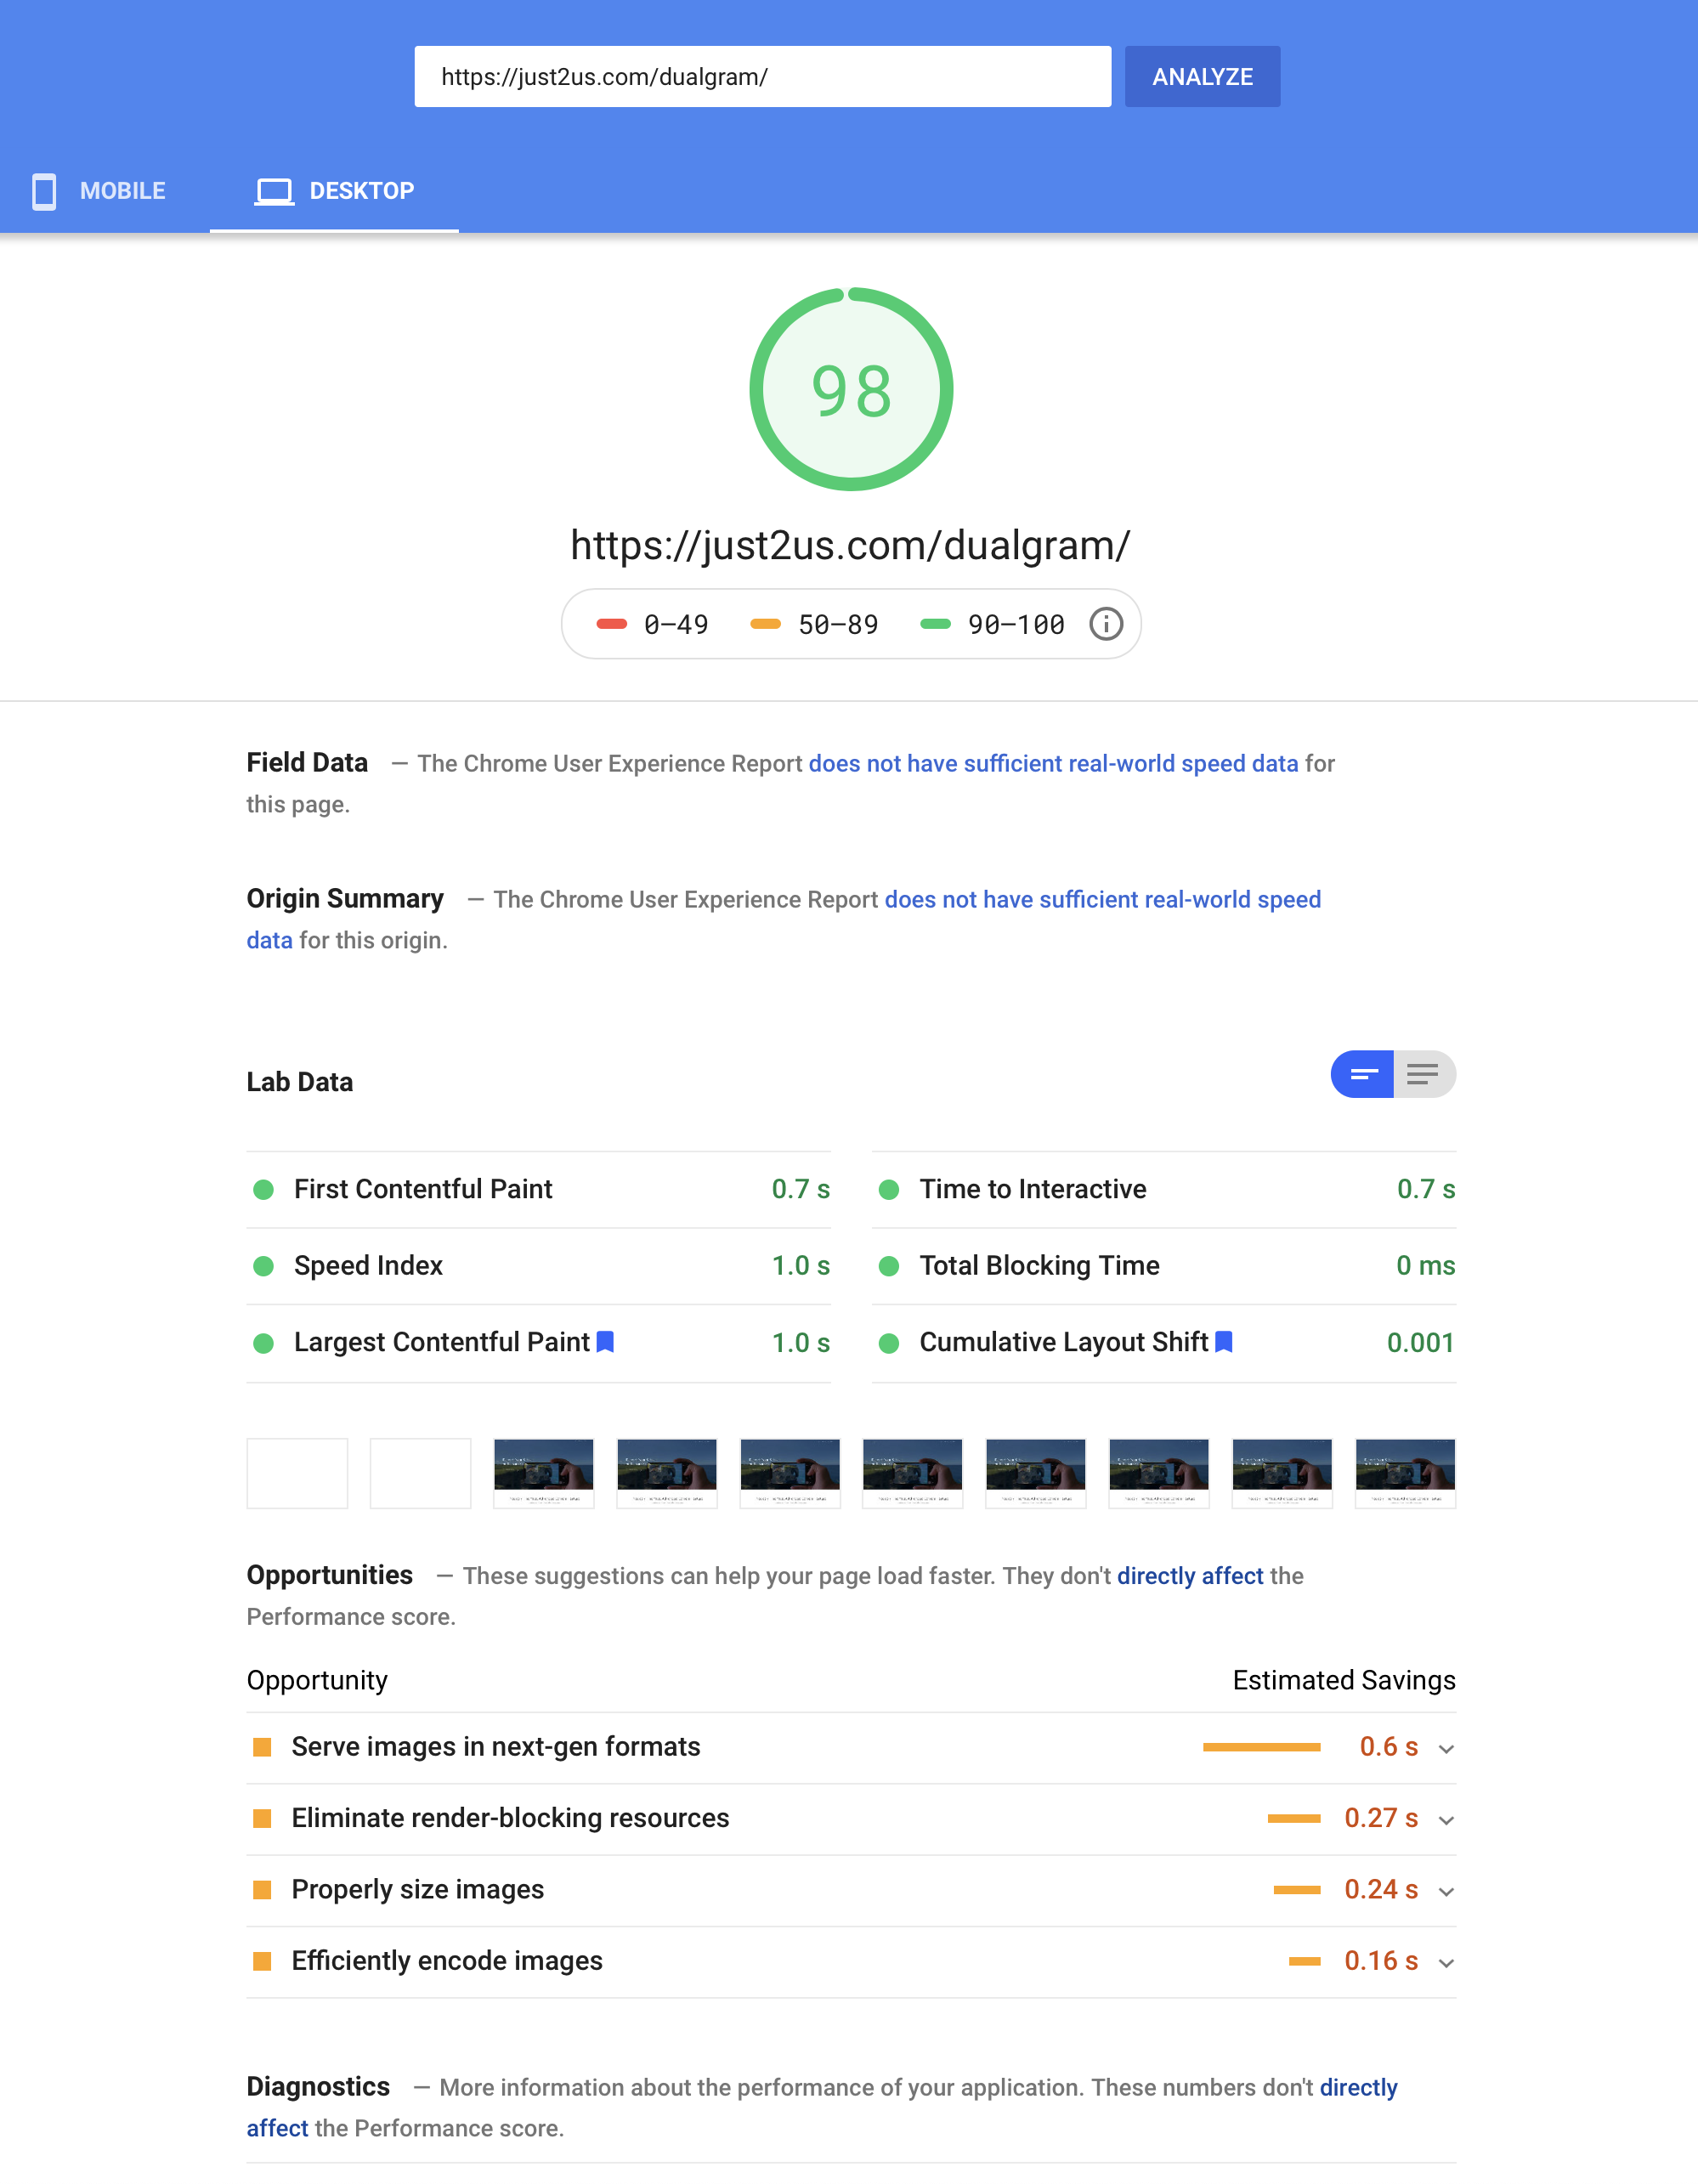 https://just2us.com/dualgram/
ANALYZE
MOBILE
DESKTOP
98
https://just2us.com/dualgram/
0–49
50–89
90–100
Field Data — The Chrome User Experience Report does not have sufficient real-world speed data for
this page.
Origin Summary — The Chrome User Experience Report does not have sufficient real-world speed
data for this origin.
Lab Data
First Contentful Paint 0.7 s
Time to Interactive 0.7 s
Speed Index 1.0 s
Total Blocking Time 0 ms
Largest Contentful Paint 1.0 s
Cumulative Layout Shift 0.001
Opportunities — These suggestions can help your page load faster. They don't directly affect the
Performance score.
Opportunity Estimated Savings
Serve images in next-gen formats 0.6 s
Eliminate render-blocking resources 0.27 s
Properly size images 0.24 s
Efficiently encode images 0.16 s
Diagnostics — More information about the performance of your application. These numbers don't directly
affect the Performance score.